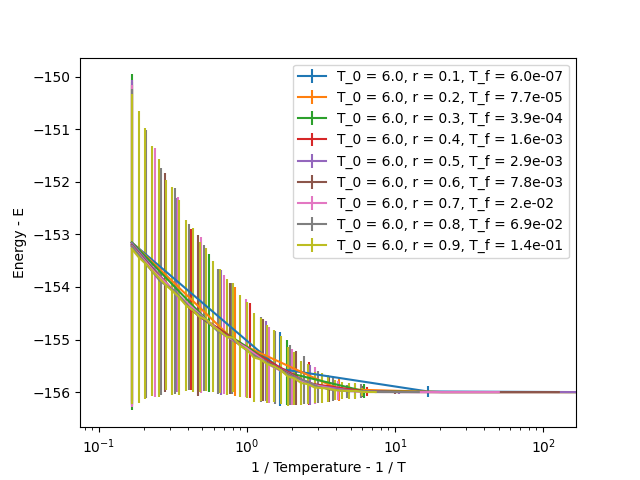 −150
−151
−152
−153
−154
−155
−156
Energy - E
10⁻¹
10⁰
10¹
10²
1 / Temperature - 1 / T
T_0 = 6.0, r = 0.1, T_f = 6.0e-07
T_0 = 6.0, r = 0.2, T_f = 7.7e-05
T_0 = 6.0, r = 0.3, T_f = 3.9e-04
T_0 = 6.0, r = 0.4, T_f = 1.6e-03
T_0 = 6.0, r = 0.5, T_f = 2.9e-03
T_0 = 6.0, r = 0.6, T_f = 7.8e-03
T_0 = 6.0, r = 0.7, T_f = 2.e-02
T_0 = 6.0, r = 0.8, T_f = 6.9e-02
T_0 = 6.0, r = 0.9, T_f = 1.4e-01